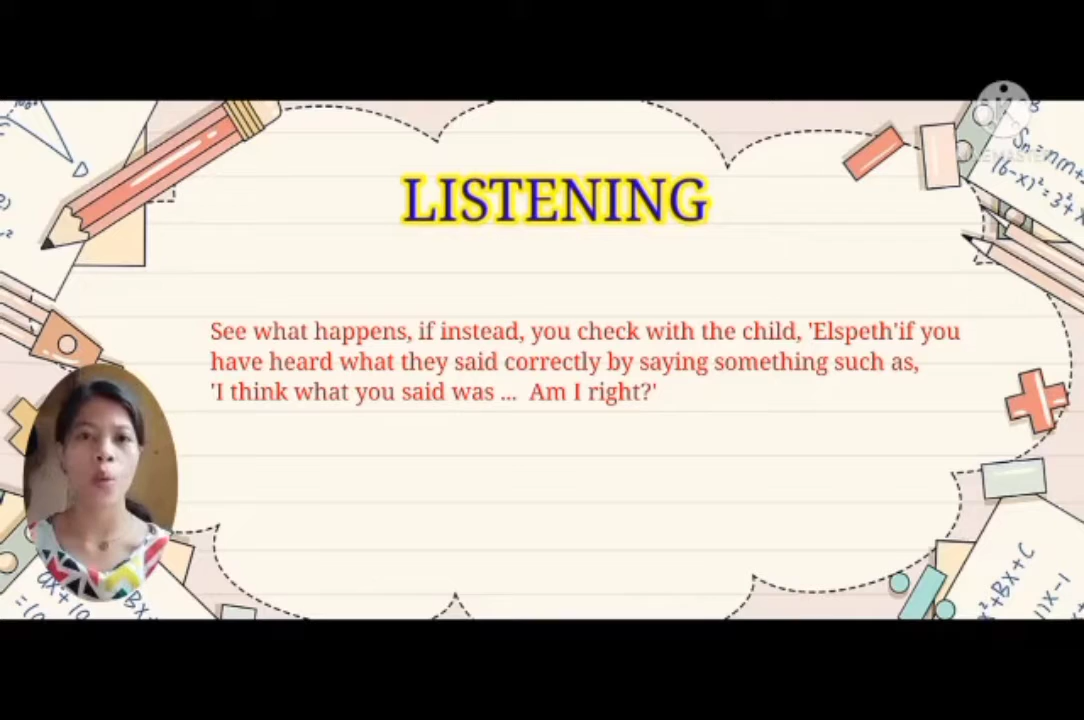 LISTENING
See what happens, if instead, you check with the child, 'Elspeth'if you
have heard what they said correctly by saying something such as,
'I think what you said was ... Am I right?'